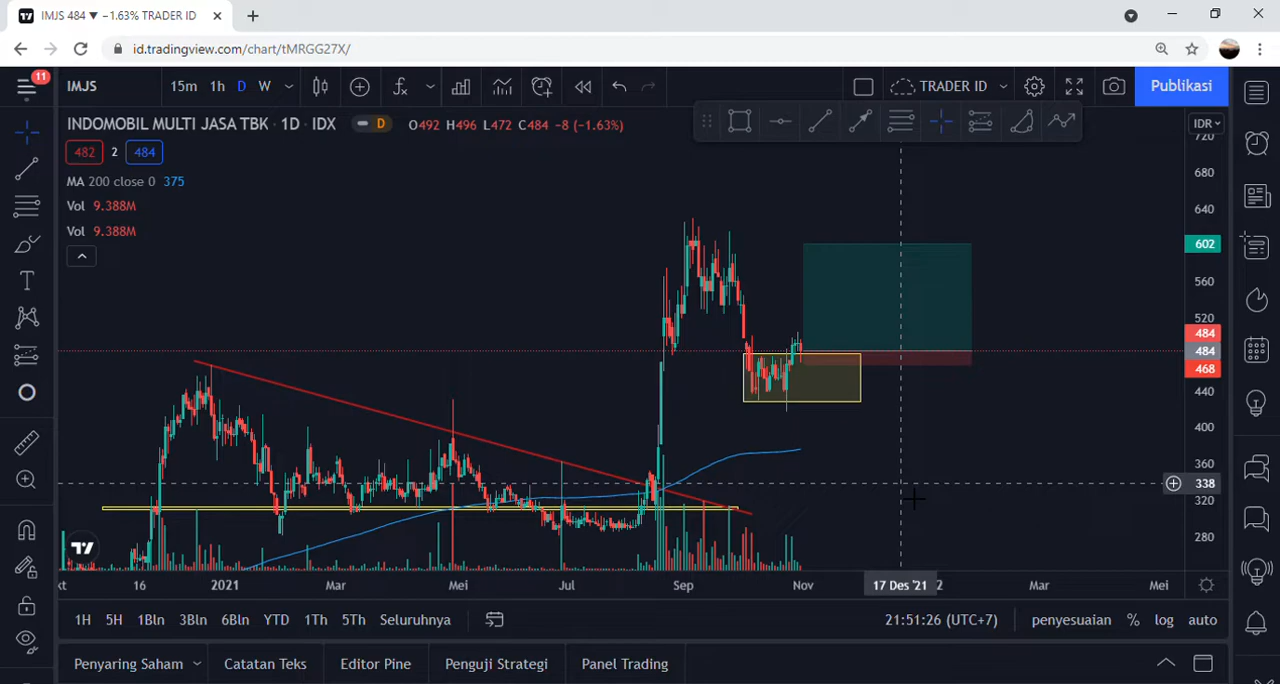 IMJS 484 ▼ −1.63% TRADER ID
id.tradingview.com/chart/tMRGG27X/
11
IMJS
15m 1h D W
TRADER ID
Publikasi
INDOMOBIL MULTI JASA TBK · 1D · IDX
D
O492 H496 L472 C484 −8 (−1.63%)
IDR
482 2 484
MA 200 close 0 375
Vol 9.388M
Vol 9.388M
720
680
640
602
560
520
484
484
468
440
400
360
338
320
280
16 2021 Mar Mei Jul Sep Nov 17 Des '21 2 Mar Mei
1H 5H 1Bln 3Bln 6Bln YTD 1Th 5Th Seluruhnya
21:51:26 (UTC+7)
penyesuaian % log auto
Penyaring Saham
Catatan Teks
Editor Pine
Penguji Strategi
Panel Trading